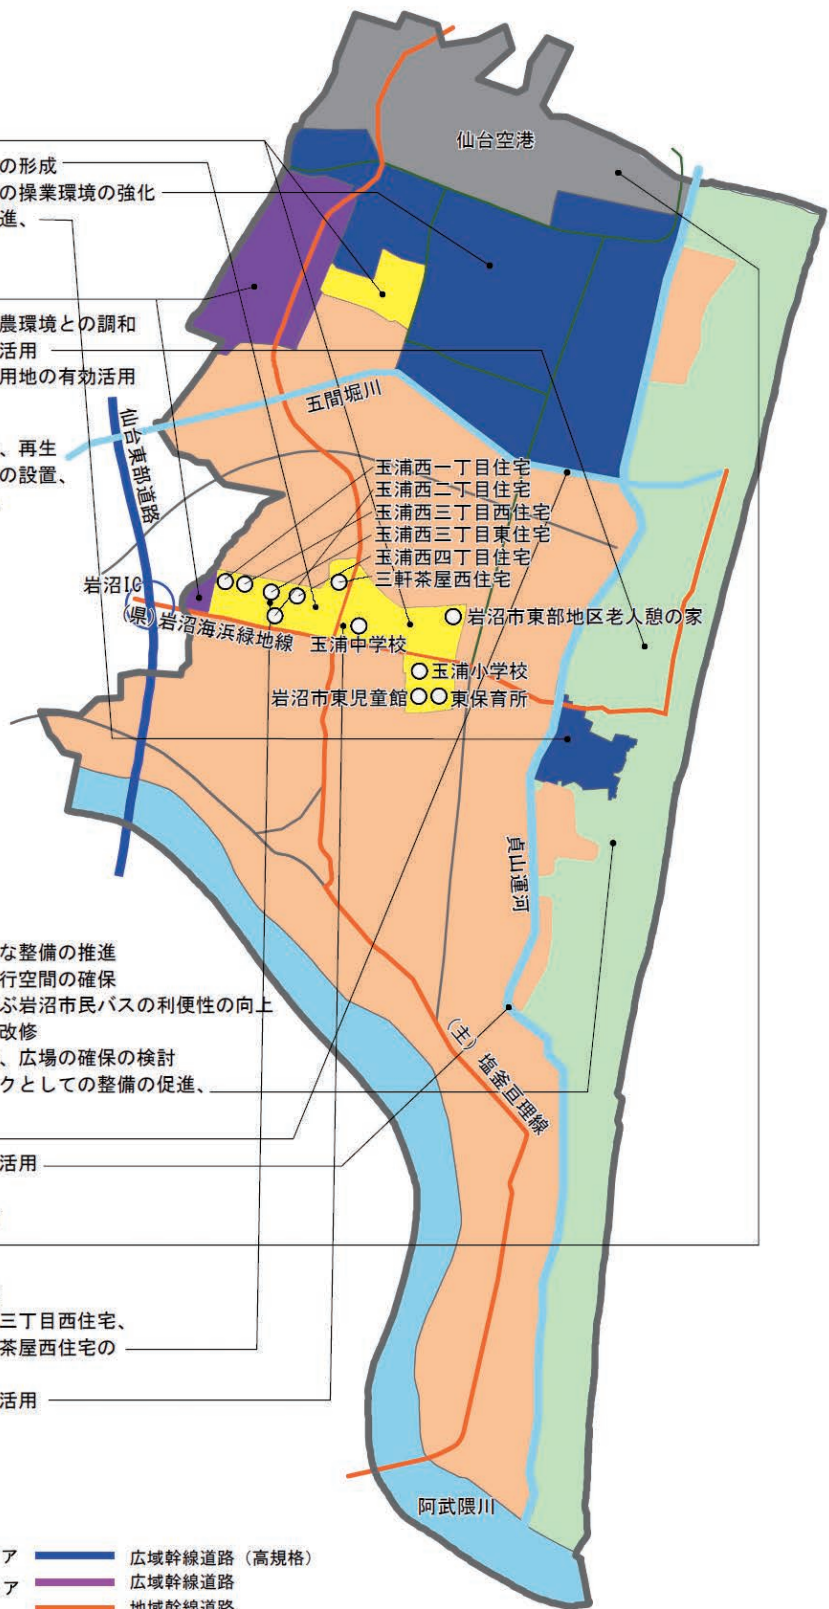 仙台空港
の形成
の操業環境の強化
進、
農環境との調和
活用
用地の有効活用
五間堀川
仙台東部道路
、再生
の設置、
玉浦西一丁目住宅
玉浦西二丁目住宅
玉浦西三丁目西住宅
玉浦西三丁目東住宅
玉浦西四丁目住宅
三軒茶屋西住宅
岩沼IC
(県)岩沼海浜緑地線
玉浦中学校
岩沼市東部地区老人憩の家
玉浦小学校
岩沼市東児童館
東保育所
貞山運河
な整備の推進
行空間の確保
ぶ岩沼市民バスの利便性の向上
改修
、広場の確保の検討
クとしての整備の促進、
(主)塩釜亘理線
活用
三丁目西住宅、
茶屋西住宅の
活用
阿武隈川
ア
広域幹線道路(高規格)
ア
広域幹線道路
地域幹線道路